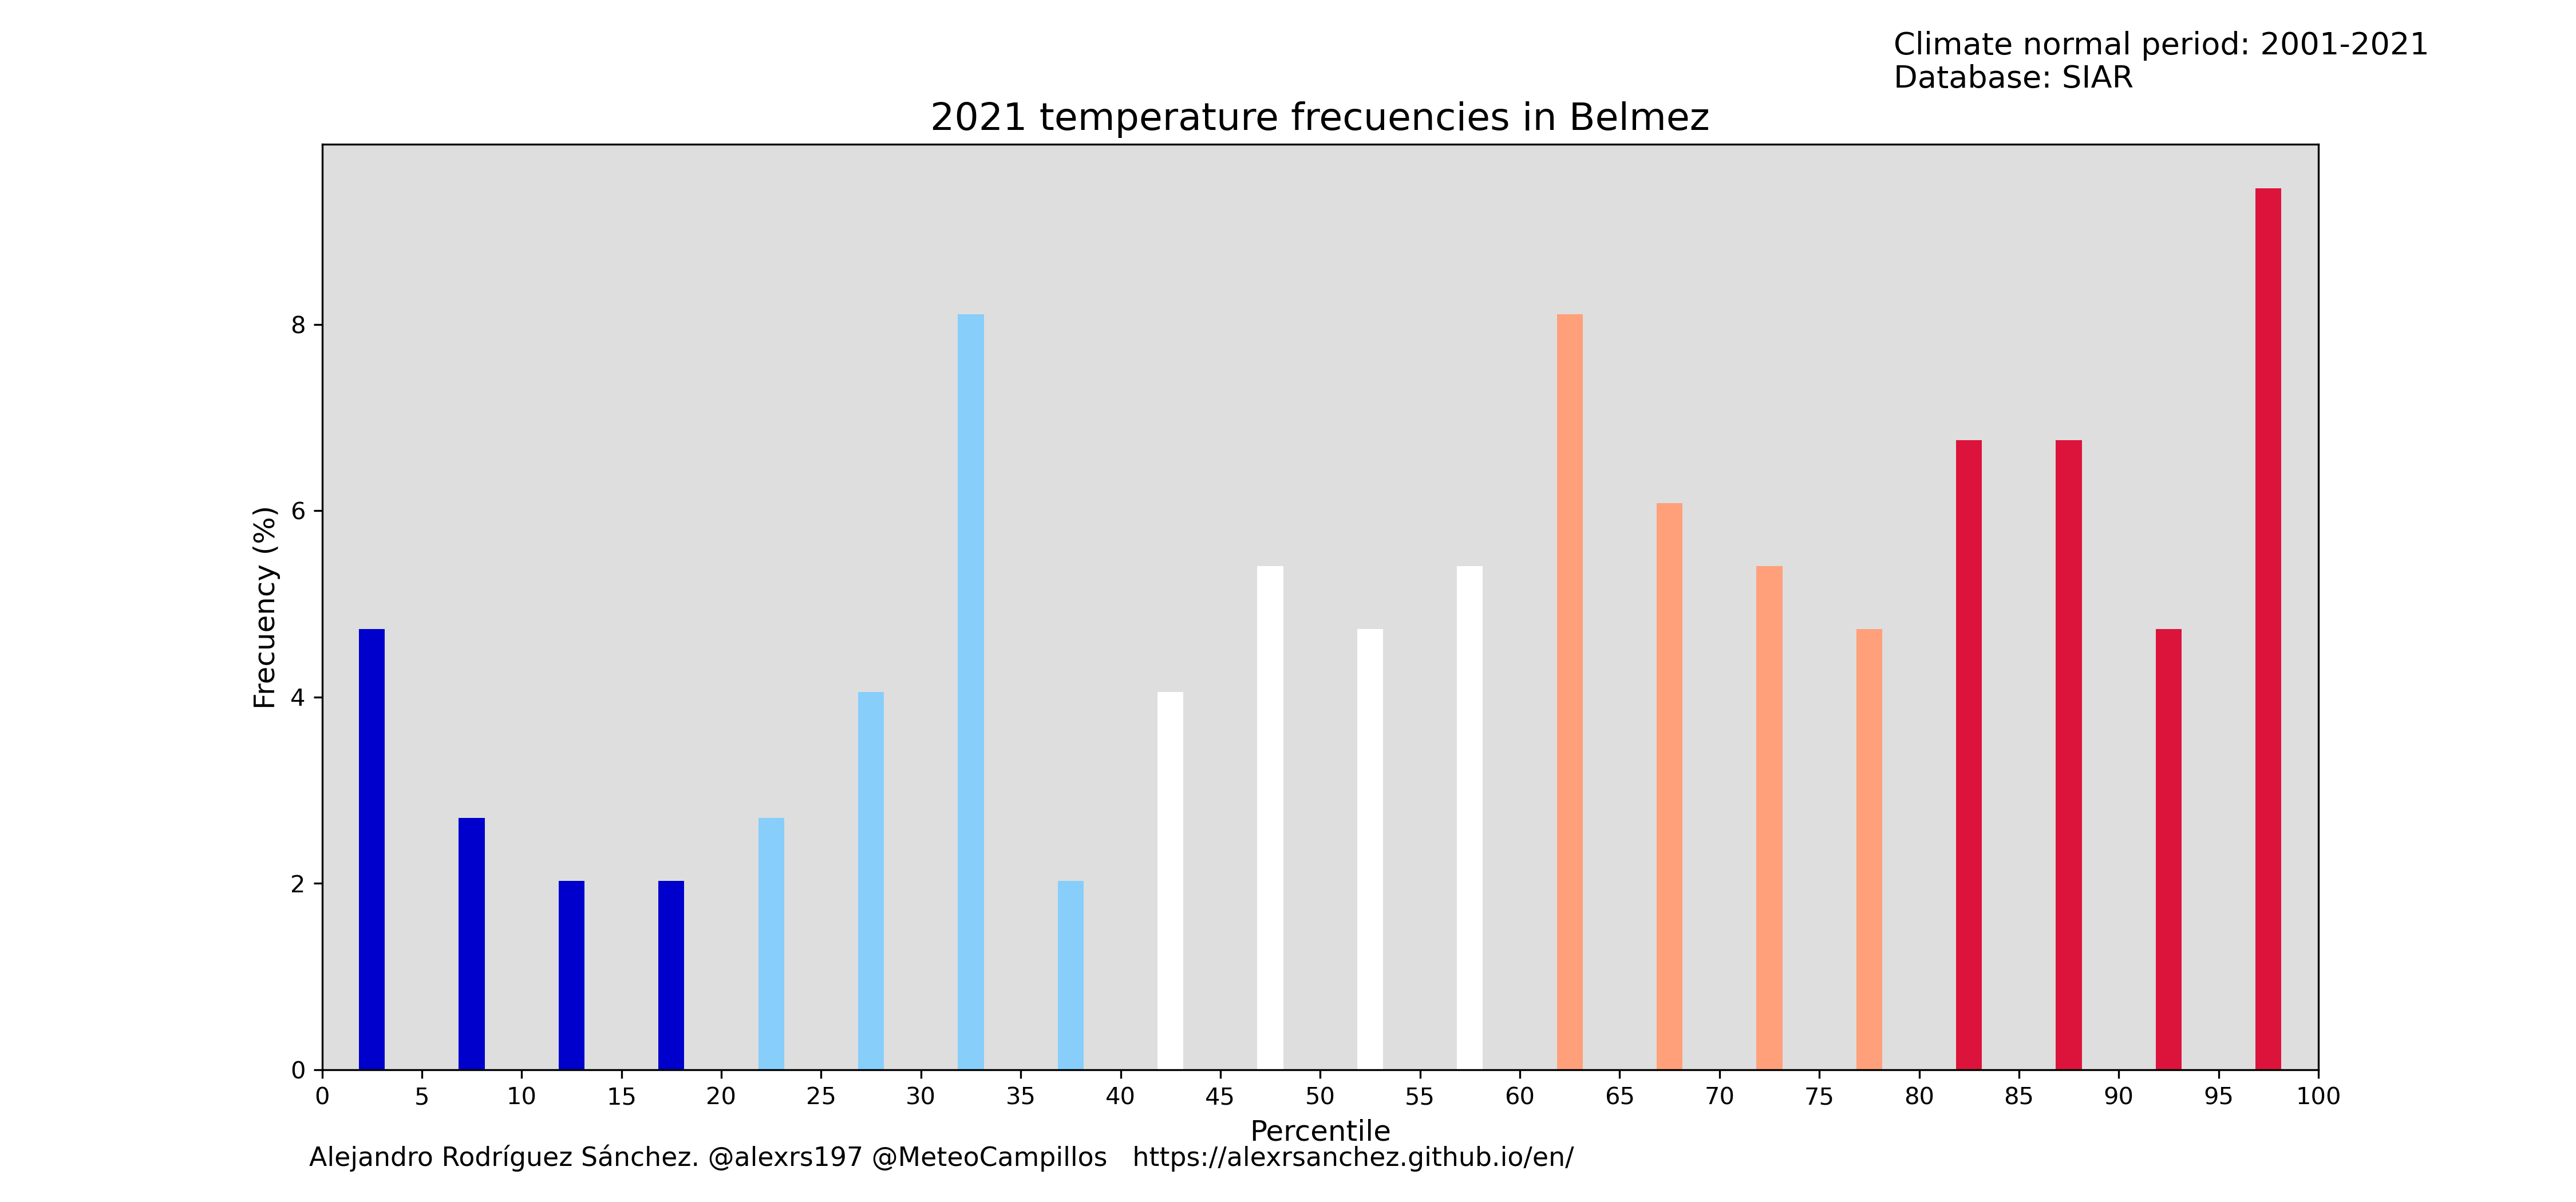 Climate normal period: 2001-2021
Database: SIAR
2021 temperature frecuencies in Belmez
Frecuency (%)
8
6
4
2
0
0 5 10 15 20 25 30 35 40 45 50 55 60 65 70 75 80 85 90 95 100
Percentile
Alejandro Rodríguez Sánchez. @alexrs197 @MeteoCampillos https://alexrsanchez.github.io/en/